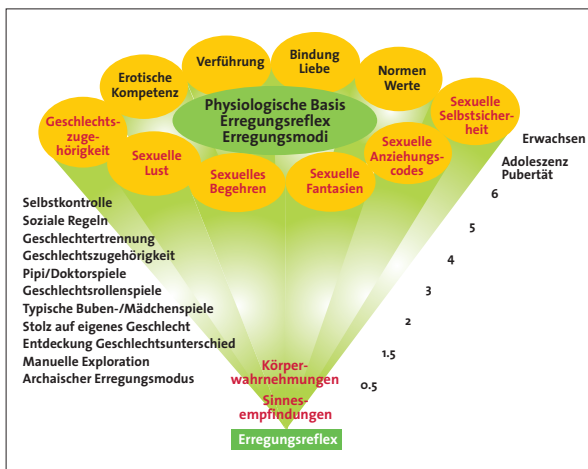 Verführung
Bindung
Liebe
Erotische
Kompetenz
Normen
Werte
Geschlechts-
zuge-
hörigkeit
Physiologische Basis
Erregungsreflex
Erregungsmodi
Sexuelle
Selbstsicher-
heit
Sexuelle
Lust
Sexuelles
Begehren
Sexuelle
Fantasien
Sexuelle
Anziehungs-
codes
Erwachsen
Adoleszenz
Pubertät
6
5
4
3
2
1.5
0.5
Selbstkontrolle
Soziale Regeln
Geschlechtertrennung
Geschlechtszugehörigkeit
Pipi/Doktorspiele
Geschlechtsrollenspiele
Typische Buben-/Mädchenspiele
Stolz auf eigenes Geschlecht
Entdeckung Geschlechtsunterschied
Manuelle Exploration
Archaischer Erregungsmodus
Körper-
wahrnehmungen
Sinnes-
empfindungen
Erregungsreflex